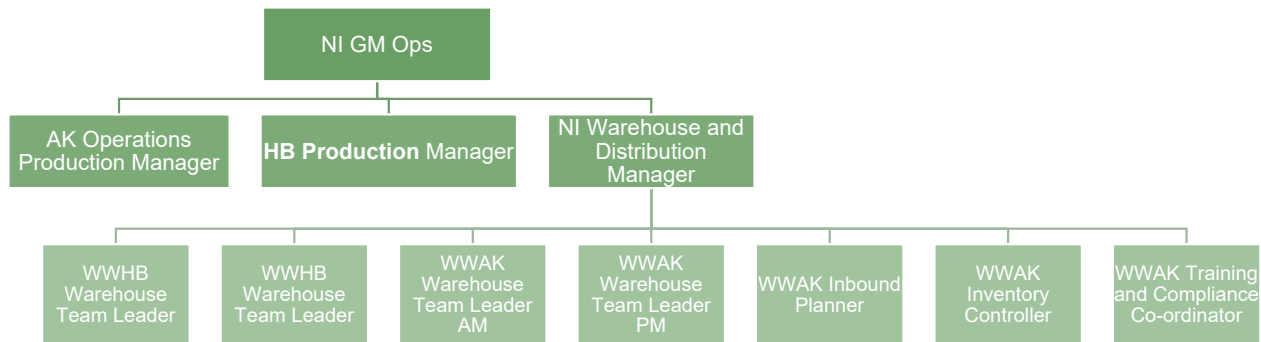 NI GM Ops
AK Operations
Production Manager
HB Production Manager
NI Warehouse and
Distribution
Manager
WWHB
Warehouse
Team Leader
WWHB
Warehouse
Team Leader
WWAK
Warehouse
Team Leader
AM
WWAK
Warehouse
Team Leader
PM
WWAK Inbound
Planner
WWAK
Inventory
Controller
WWAK Training
and Compliance
Co-ordinator